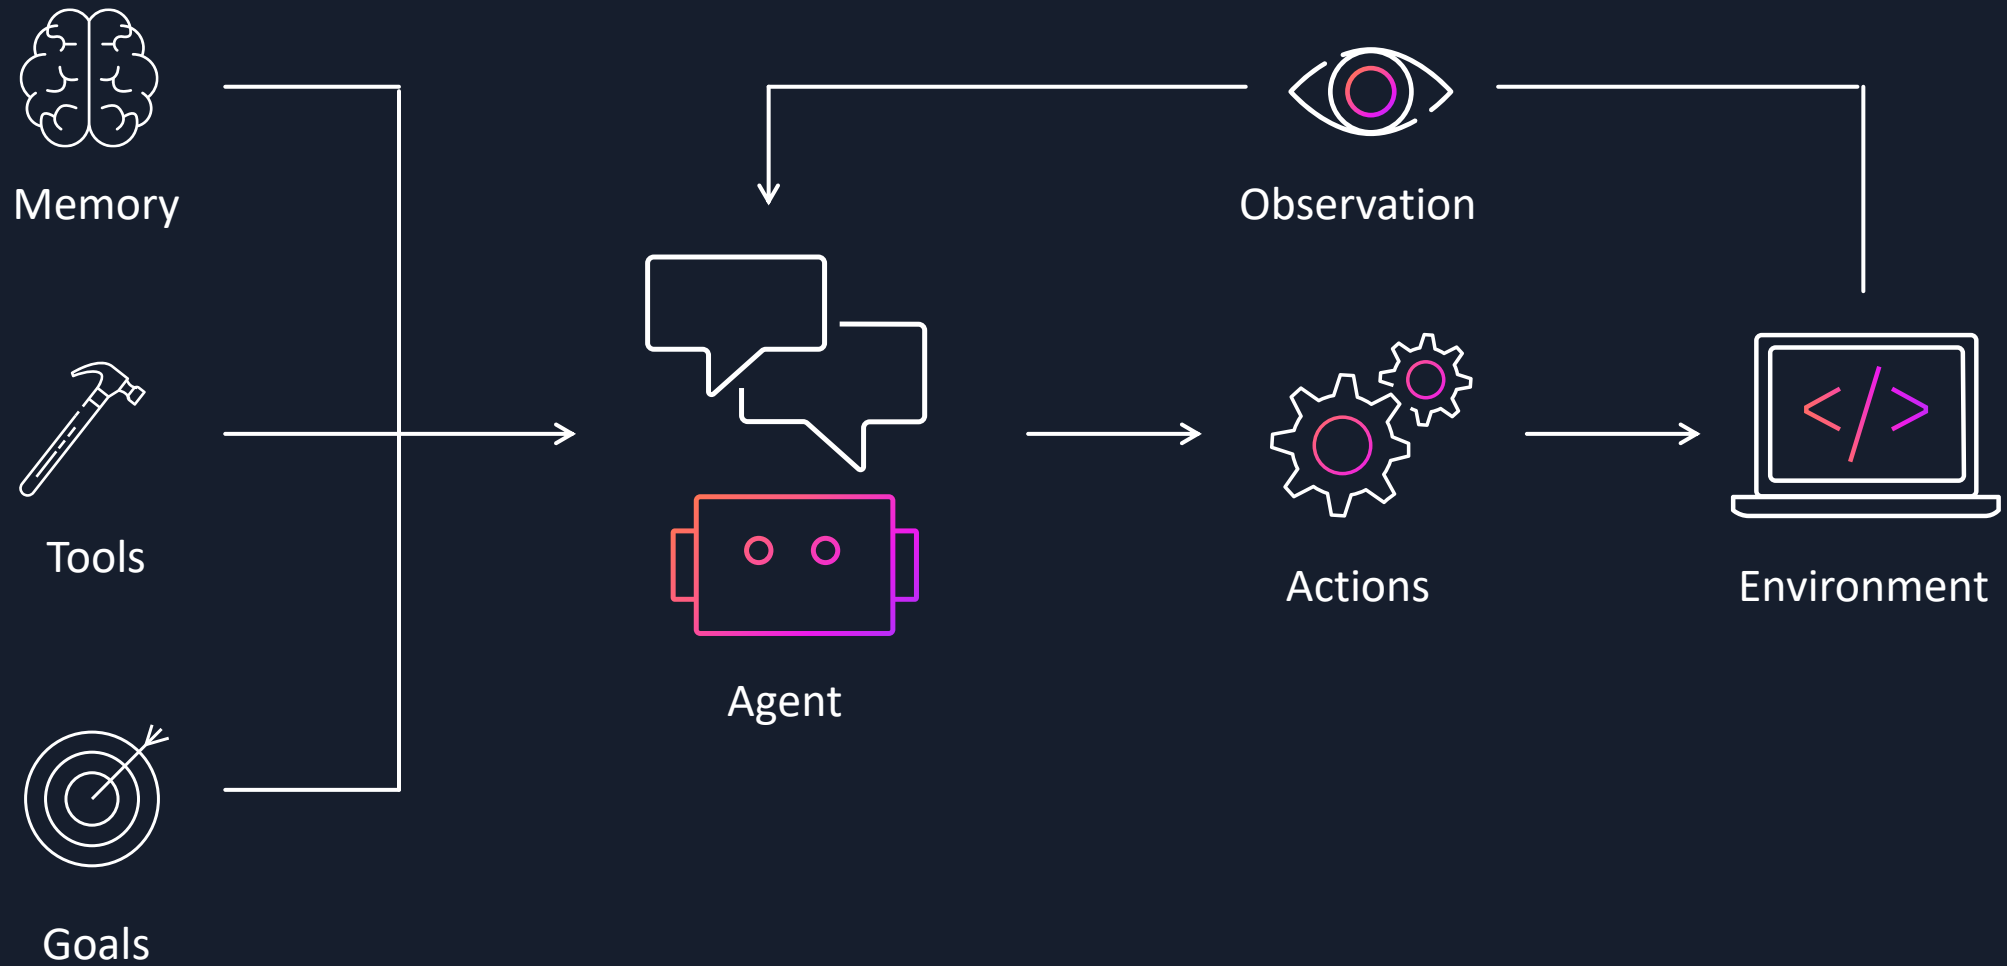 Memory
Observation
Tools
Actions
Environment
Agent
Goals